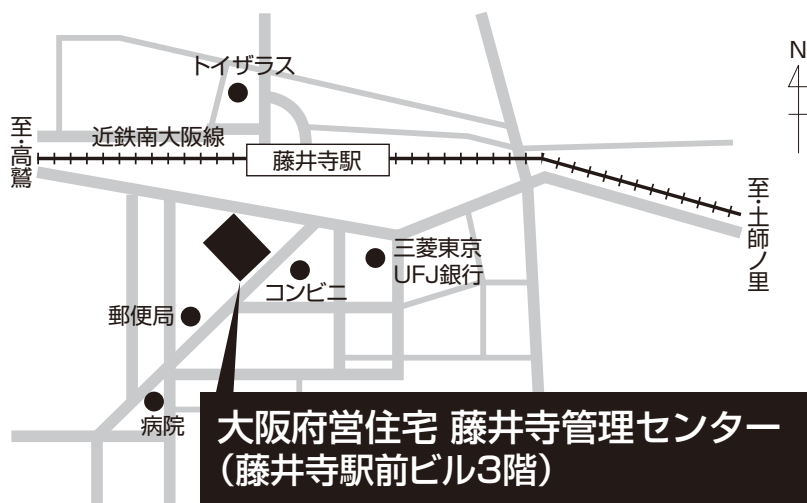 N
トイザラス
近鉄南大阪線
至・高鷲
藤井寺駅
至・土師ノ里
三菱東京
UFJ銀行
コンビニ
郵便局
病院
大阪府営住宅 藤井寺管理センター
（藤井寺駅前ビル3階）